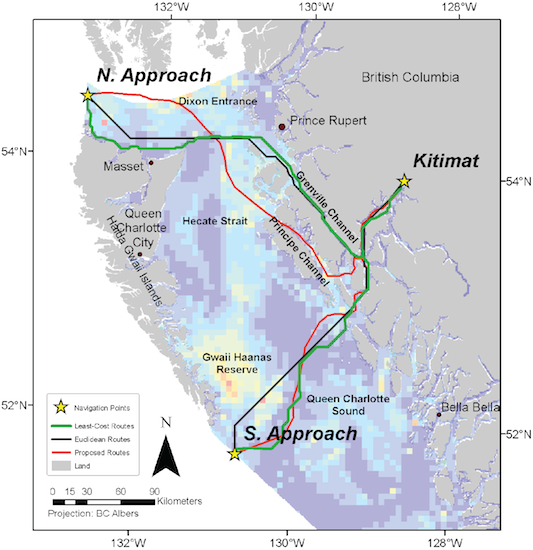 132°W 130°W 128°W
N. Approach
British Columbia
Dixon Entrance
Prince Rupert
54°N
Masset
Kitimat
54°N
Grenville Channel
Queen
Charlotte
City
Hecate Strait
Principe Channel
Haida Gwaii Islands
Gwaii Haanas
Reserve
52°N
Queen Charlotte
Sound
Bella Bella
52°N
S. Approach
Navigation Points
Least-Cost Routes
Euclidean Routes
Proposed Routes
Land
N
0 15 30 60 90
Kilometers
Projection: BC Albers
132°W 130°W 128°W